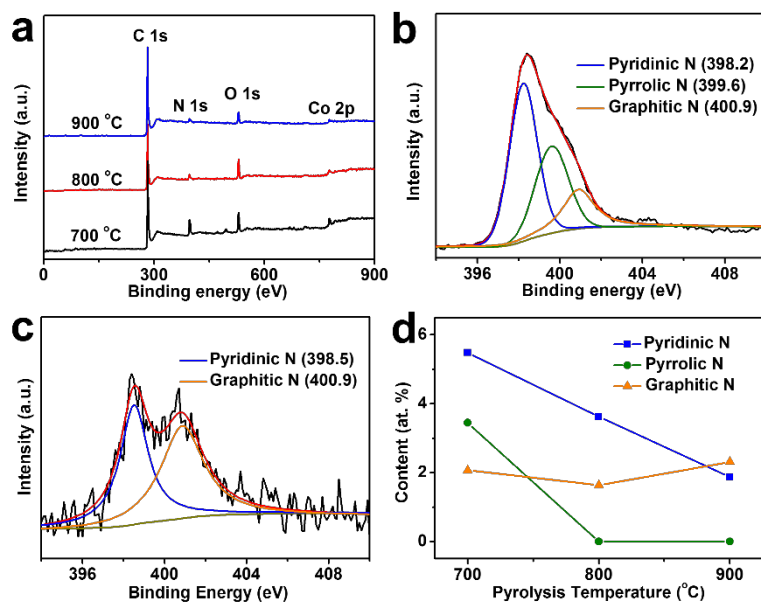 a
C 1s
N 1s
O 1s
Co 2p
900 °C
800 °C
700 °C
Intensity (a.u.)
0
300
600
900
Binding energy (eV)
b
Pyridinic N (398.2)
Pyrrolic N (399.6)
Graphitic N (400.9)
Intensity (a.u.)
396
400
404
408
Binding energy (eV)
c
Pyridinic N (398.5)
Graphitic N (400.9)
Intensity (a.u.)
396
400
404
408
Binding Energy (eV)
d
Pyridinic N
Pyrrolic N
Graphitic N
Content (at. %)
6
4
2
0
700
800
900
Pyrolysis Temperature (°C)